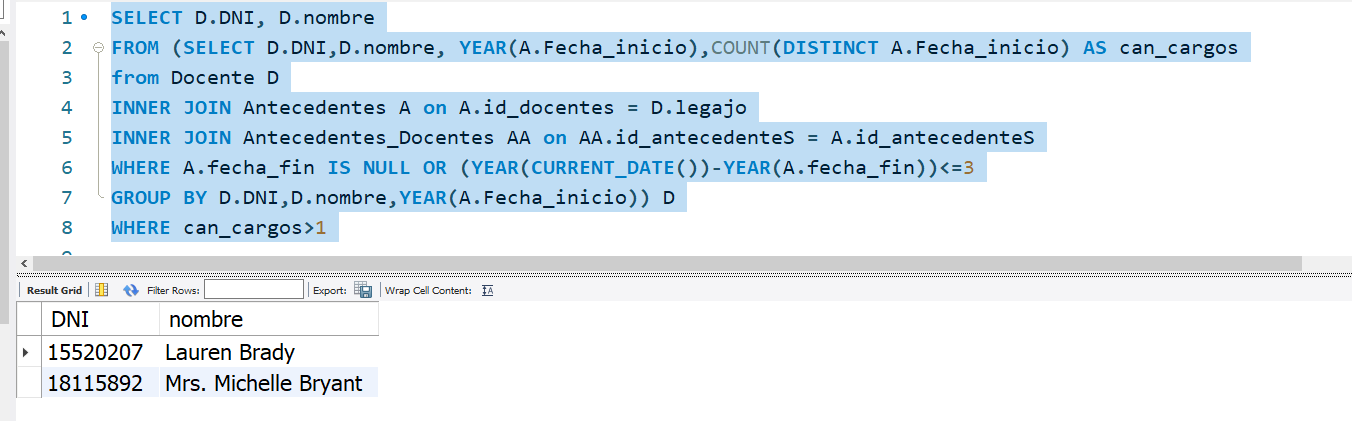 1 SELECT D.DNI, D.nombre
2 FROM (SELECT D.DNI,D.nombre, YEAR(A.Fecha_inicio),COUNT(DISTINCT A.Fecha_inicio) AS can_cargos
3 from Docente D
4 INNER JOIN Antecedentes A on A.id_docentes = D.legajo
5 INNER JOIN Antecedentes_Docentes AA on AA.id_antecedenteS = A.id_antecedenteS
6 WHERE A.fecha_fin IS NULL OR (YEAR(CURRENT_DATE())-YEAR(A.fecha_fin))<=3
7 GROUP BY D.DNI,D.nombre,YEAR(A.Fecha_inicio)) D
8 WHERE can_cargos>1
Result Grid Filter Rows: Export: Wrap Cell Content:
DNI nombre
15520207 Lauren Brady
18115892 Mrs. Michelle Bryant